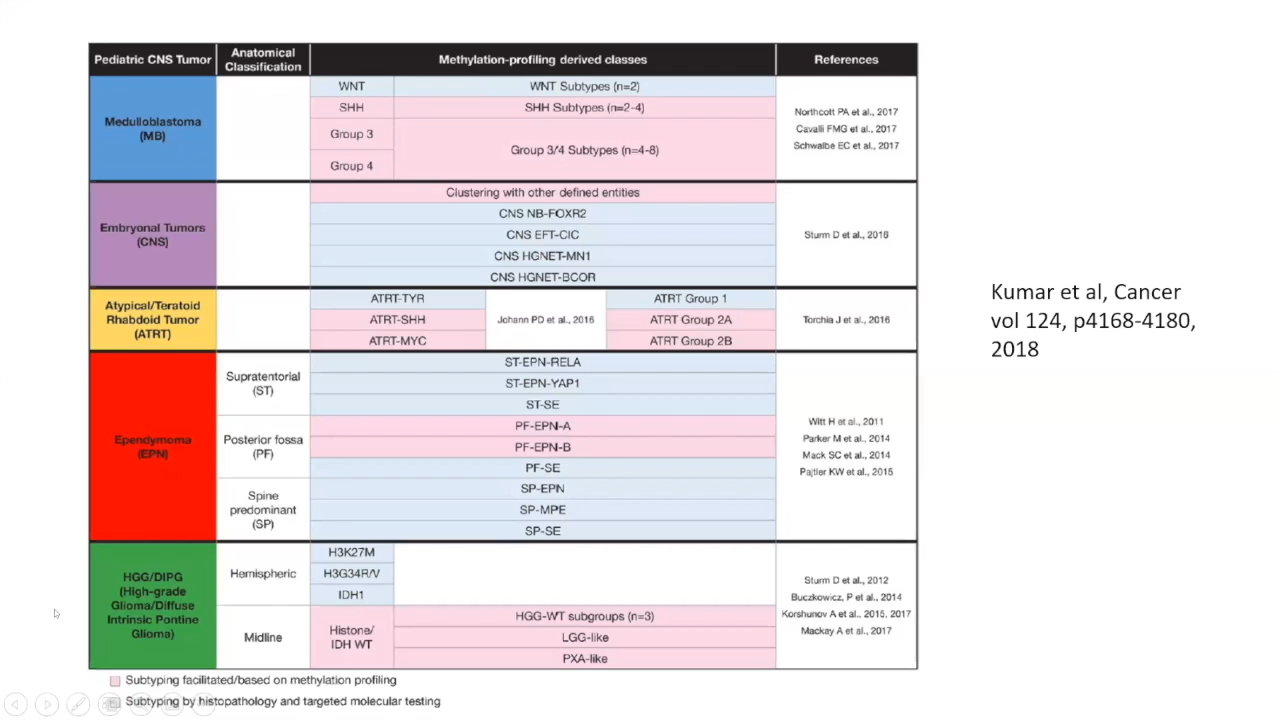 Pediatric CNS Tumor
Anatomical
Classification
Methylation-profiling derived classes
References
Medulloblastoma
(MB)
WNT
WNT Subtypes (n=2)
SHH
SHH Subtypes (n=2-4)
Group 3
Group 4
Group 3/4 Subtypes (n=4-8)
Northcott PA et al., 2017
Cavalli FMG et al., 2017
Schwalbe EC et al., 2017
Embryonal Tumors
(CNS)
Clustering with other defined entities
CNS NB-FOXR2
CNS EFT-CIC
CNS HGNET-MN1
CNS HGNET-BCOR
Sturm D et al., 2016
Atypical/Teratoid
Rhabdoid Tumor
(ATRT)
ATRT-TYR
ATRT-SHH
ATRT-MYC
Johann PD et al., 2016
ATRT Group 1
ATRT Group 2A
ATRT Group 2B
Torchia J et al., 2016
Ependymoma
(EPN)
Supratentorial
(ST)
ST-EPN-RELA
ST-EPN-YAP1
ST-SE
Posterior fossa
(PF)
PF-EPN-A
PF-EPN-B
PF-SE
Spine
predominant
(SP)
SP-EPN
SP-MPE
SP-SE
Witt H et al., 2011
Parker M et al., 2014
Mack SC et al., 2014
Pajtler KW et al., 2015
HGG/DIPG
(High-grade
Glioma/Diffuse
Intrinsic Pontine
Glioma)
Hemispheric
H3K27M
H3G34R/V
IDH1
Midline
Histone/
IDH WT
HGG-WT subgroups (n=3)
LGG-like
PXA-like
Sturm D et al., 2012
Buczkowicz, P et al., 2014
Korshunov A et al., 2015, 2017
Mackay A et al., 2017
Subtyping facilitated/based on methylation profiling
Subtyping by histopathology and targeted molecular testing
Kumar et al, Cancer
vol 124, p4168-4180,
2018